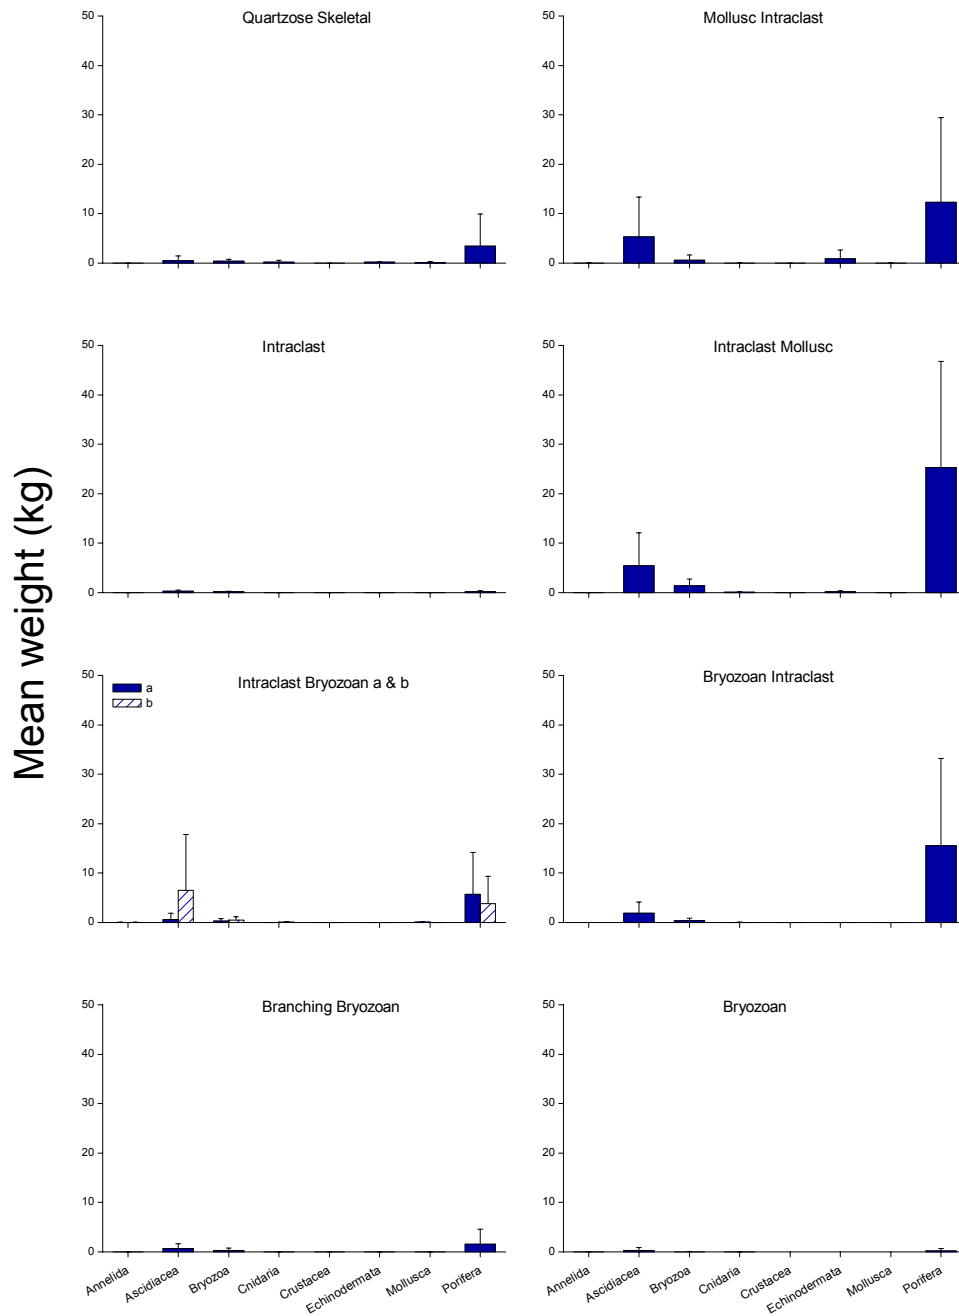 Mean weight (kg)
Quartzose Skeletal
50
40
30
20
10
0
Mollusc Intraclast
50
40
30
20
10
0
Intraclast
50
40
30
20
10
0
Intraclast Mollusc
50
40
30
20
10
0
Intraclast Bryozoan a & b
a
b
50
40
30
20
10
0
Bryozoan Intraclast
50
40
30
20
10
0
Branching Bryozoan
50
40
30
20
10
0
Annelida
Ascidiacea
Bryozoa
Cnidaria
Crustacea
Echinodermata
Mollusca
Porifera
Bryozoan
50
40
30
20
10
0
Annelida
Ascidiacea
Bryozoa
Cnidaria
Crustacea
Echinodermata
Mollusca
Porifera